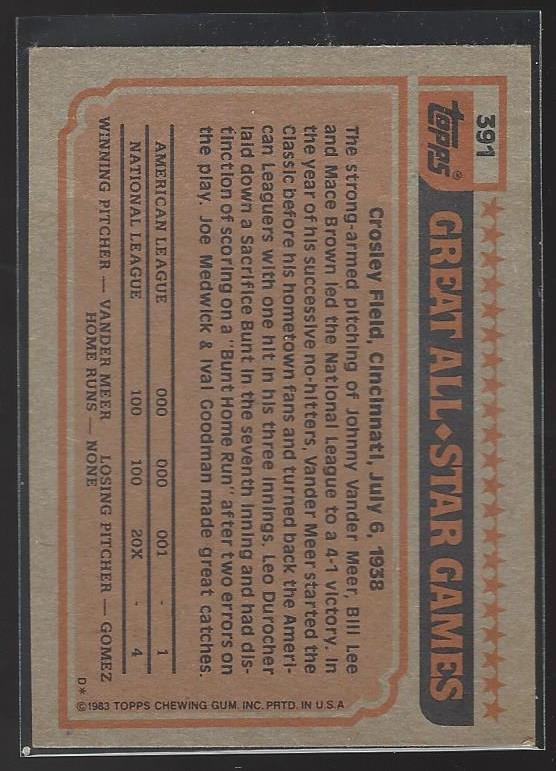 391
topps®
GREAT ALL-STAR GAMES
Crosley Field, Cincinnati, July 6, 1938
The strong-armed pitching of Johnny Vander Meer, Bill Lee
and Mace Brown led the National League to a 4-1 victory. In
the year of his successive no-hitters, Vander Meer started the
Classic before his hometown fans and turned back the Ameri-
can Leaguers with one hit in his three innings. Leo Durocher
laid down a Sacrifice Bunt in the seventh inning and had dis-
tinction of scoring on a "Bunt Home Run" after two errors on
the play. Joe Medwick & Ival Goodman made great catches.
AMERICAN LEAGUE 000 000 001 - 1
NATIONAL LEAGUE 100 100 20X - 4
WINNING PITCHER — VANDER MEER LOSING PITCHER — GOMEZ
HOME RUNS — NONE
D* ©1983 TOPPS CHEWING GUM, INC. PRTD. IN U.S.A